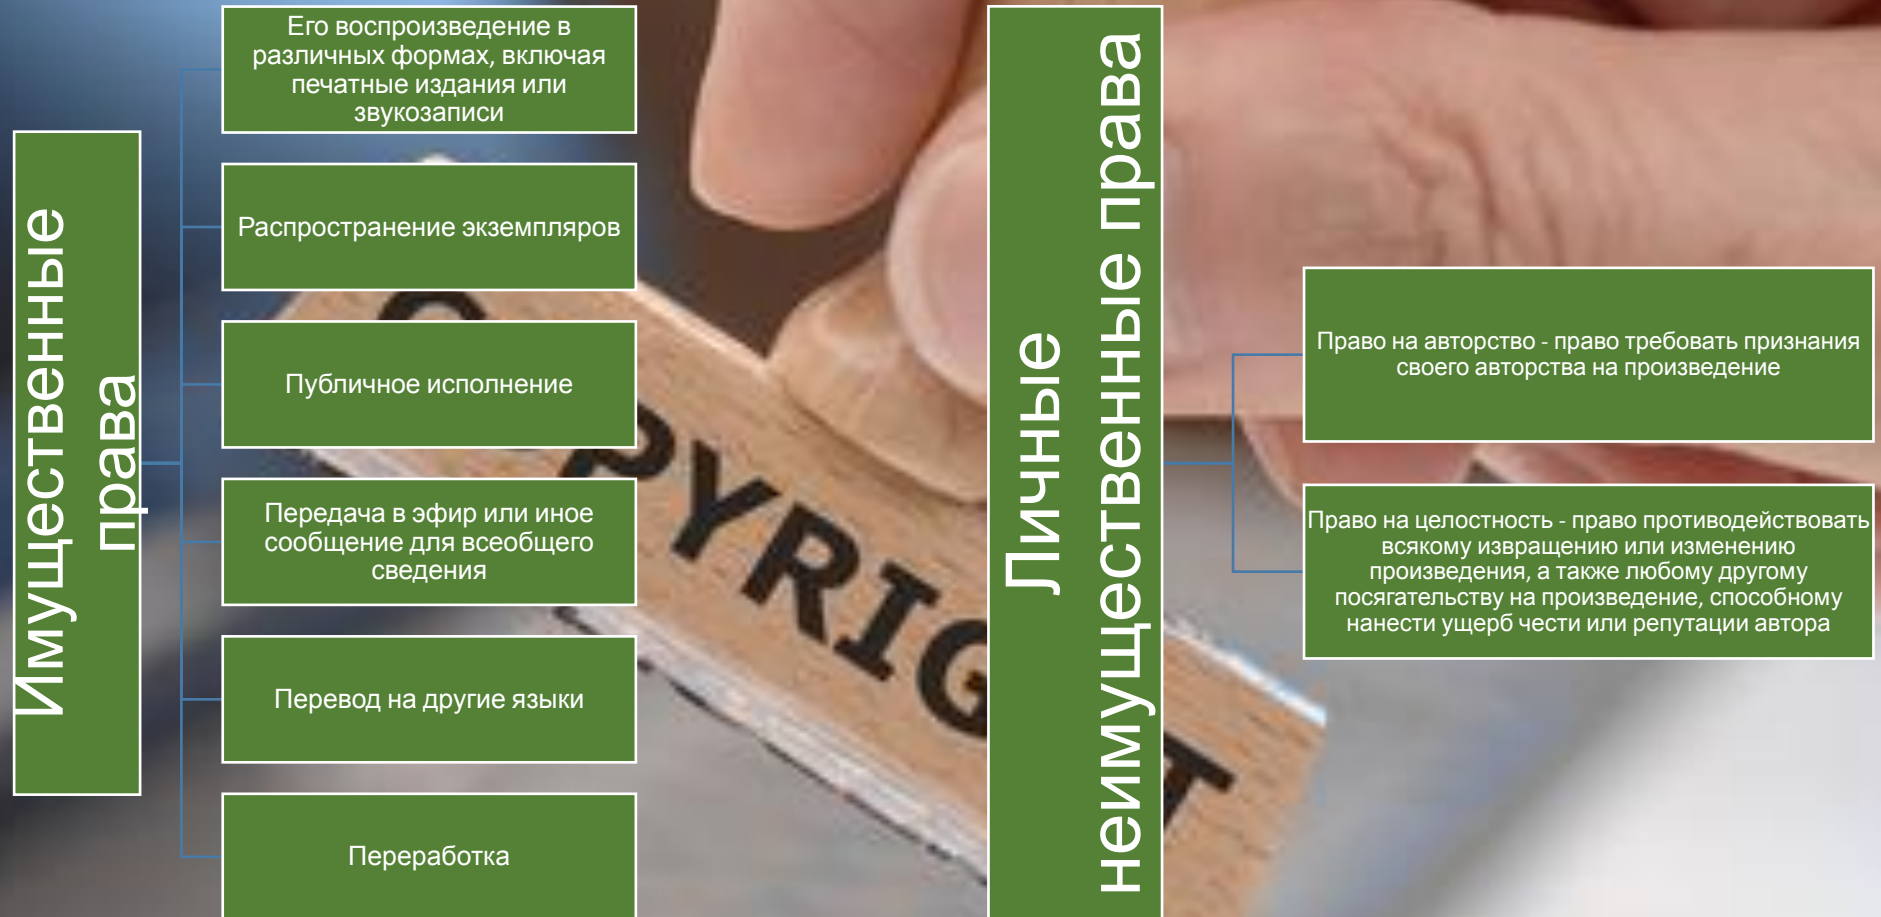 Имущественные
права
Его воспроизведение в
различных формах, включая
печатные издания или
звукозаписи
Распространение экземпляров
Публичное исполнение
Передача в эфир или иное
сообщение для всеобщего
сведения
Перевод на другие языки
Переработка
Личные
неимущественные права
Право на авторство - право требовать признания
своего авторства на произведение
Право на целостность - право противодействовать
всякому извращению или изменению
произведения, а также любому другому
посягательству на произведение, способному
нанести ущерб чести или репутации автора
COPYRIGHT